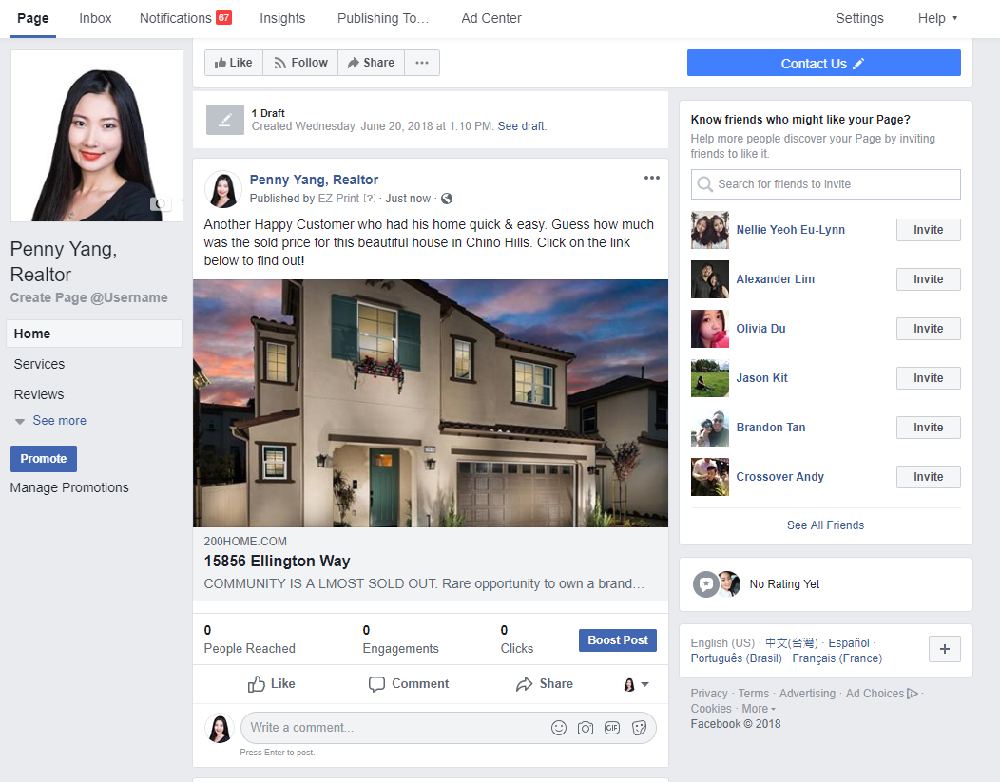 Page Inbox Notifications 67 Insights Publishing To… Ad Center Settings Help
Like Follow Share ... Contact Us
1 Draft
Created Wednesday, June 20, 2018 at 1:10 PM. See draft.
Penny Yang, Realtor
Published by EZ Print [?] · Just now ·
Another Happy Customer who had his home quick & easy. Guess how much
was the sold price for this beautiful house in Chino Hills. Click on the link
below to find out!
200HOME.COM
15856 Ellington Way
COMMUNITY IS A LMOST SOLD OUT. Rare opportunity to own a brand…
0 0 0
People Reached Engagements Clicks Boost Post
Like Comment Share
Write a comment... GIF
Press Enter to post.
Penny Yang,
Realtor
Create Page @Username
Home
Services
Reviews
See more
Promote
Manage Promotions
Know friends who might like your Page?
Help more people discover your Page by inviting
friends to like it.
Search for friends to invite
Nellie Yeoh Eu-Lynn Invite
Alexander Lim Invite
Olivia Du Invite
Jason Kit Invite
Brandon Tan Invite
Crossover Andy Invite
See All Friends
No Rating Yet
English (US) · 中文(台灣) · Español ·
Português (Brasil) · Français (France) +
Privacy · Terms · Advertising · Ad Choices ·
Cookies · More
Facebook © 2018